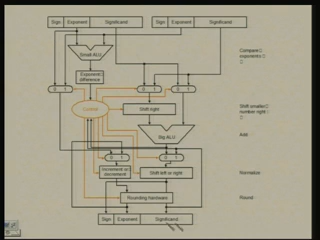 Sign Exponent Significand Sign Exponent Significand
Compare
exponents
Small ALU
Exponent
difference
0 1 0 1 0 1
Control Shift right
Shift smaller
number right
Big ALU
Add
0 1 0 1
Increment or
decrement
Shift left or right
Normalize
Rounding hardware
Round
Sign Exponent Significand